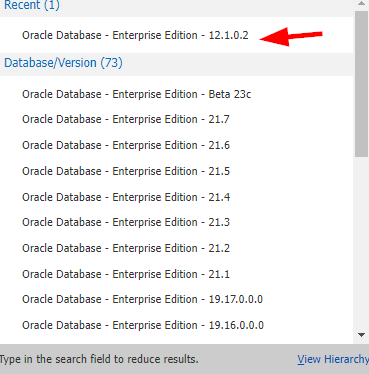 Recent (1)
Oracle Database - Enterprise Edition - 12.1.0.2
Database/Version (73)
Oracle Database - Enterprise Edition - Beta 23c
Oracle Database - Enterprise Edition - 21.7
Oracle Database - Enterprise Edition - 21.6
Oracle Database - Enterprise Edition - 21.5
Oracle Database - Enterprise Edition - 21.4
Oracle Database - Enterprise Edition - 21.3
Oracle Database - Enterprise Edition - 21.2
Oracle Database - Enterprise Edition - 21.1
Oracle Database - Enterprise Edition - 19.17.0.0.0
Oracle Database - Enterprise Edition - 19.16.0.0.0
Type in the search field to reduce results. View Hierarchy